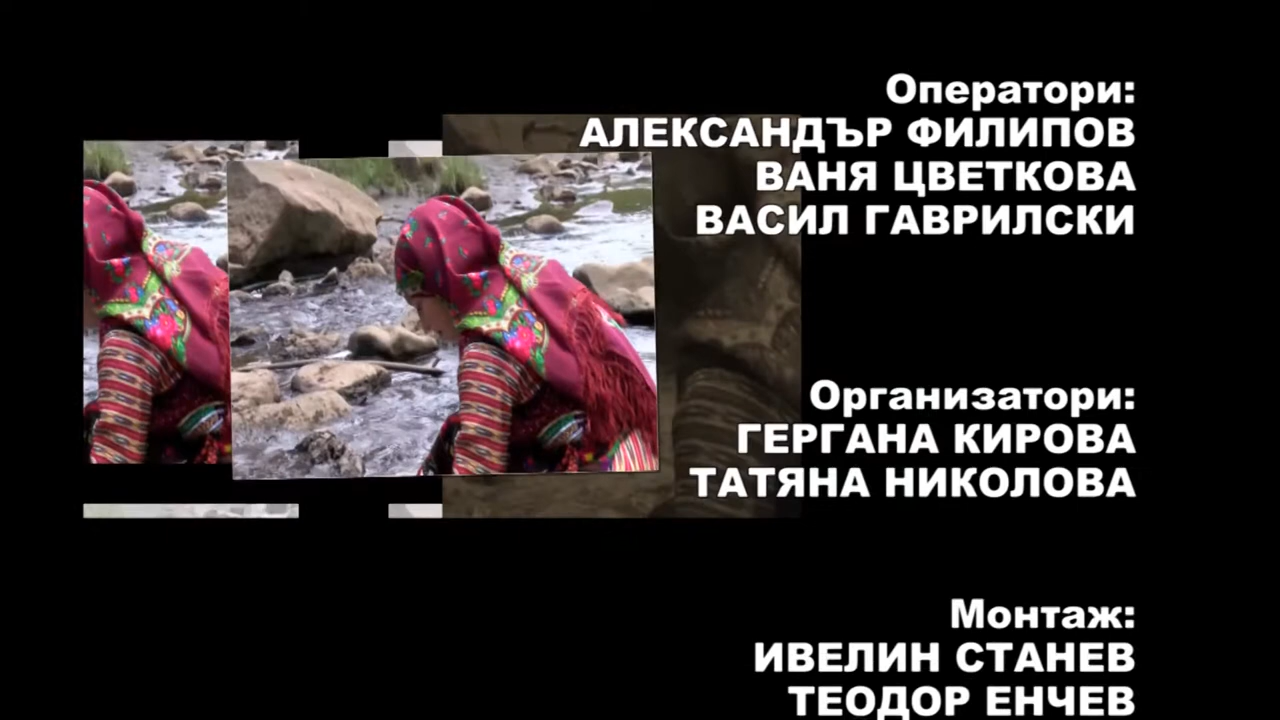 Оператори:
АЛЕКСАНДЪР ФИЛИПОВ
ВАНЯ ЦВЕТКОВА
ВАСИЛ ГАВРИЛСКИ
Организатори:
ГЕРГАНА КИРОВА
ТАТЯНА НИКОЛОВА
Монтаж:
ИВЕЛИН СТАНЕВ
ТЕОДОР ЕНЧЕВ